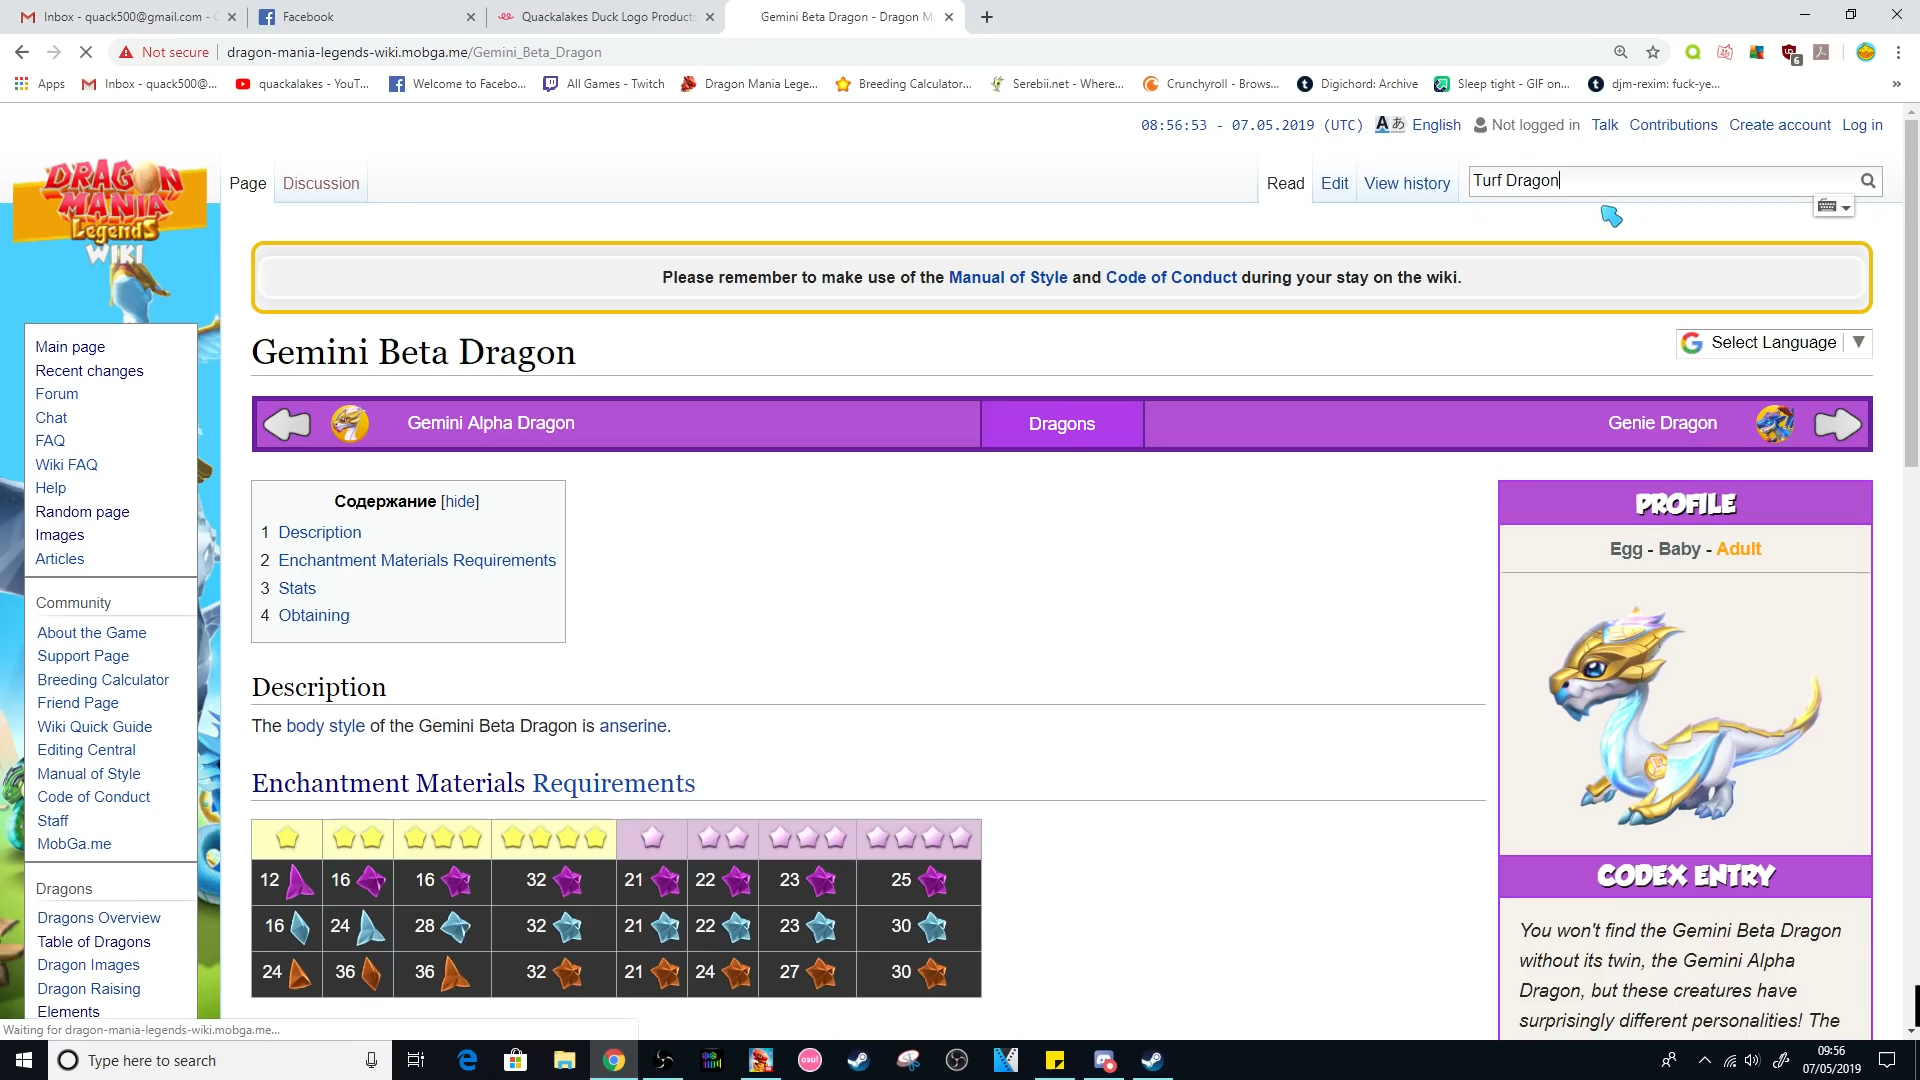 Inbox - quack500@gmail.com -
Facebook
Quackalakes Duck Logo Products
Gemini Beta Dragon - Dragon M
Not secure
dragon-mania-legends-wiki.mobga.me/Gemini_Beta_Dragon
6
Apps
Inbox - quack500@...
quackalakes - YouT...
Welcome to Facebo...
All Games - Twitch
Dragon Mania Lege...
Breeding Calculator...
Serebii.net - Where...
Crunchyroll - Brows...
Digichord: Archive
Sleep tight - GIF on...
djm-rexim: fuck-ye...
»
08:56:53 - 07.05.2019 (UTC)
Aあ English
Not logged in
Talk
Contributions
Create account
Log in
DRAGON
MANIA
Legends
WIKI
Page
Discussion
Read
Edit
View history
Turf Dragon
Please remember to make use of the Manual of Style and Code of Conduct during your stay on the wiki.
Gemini Beta Dragon
Select Language
Gemini Alpha Dragon
Dragons
Genie Dragon
Main page
Recent changes
Forum
Chat
FAQ
Wiki FAQ
Help
Random page
Images
Articles
Community
About the Game
Support Page
Breeding Calculator
Friend Page
Wiki Quick Guide
Editing Central
Manual of Style
Code of Conduct
Staff
MobGa.me
Dragons
Dragons Overview
Table of Dragons
Dragon Images
Dragon Raising
Elements
Содержание [hide]
1 Description
2 Enchantment Materials Requirements
3 Stats
4 Obtaining
Description
The body style of the Gemini Beta Dragon is anserine.
Enchantment Materials Requirements
12 16 16 32 21 22 23 25
16 24 28 32 21 22 23 30
24 36 36 32 21 24 27 30
PROFILE
Egg - Baby - Adult
CODEX ENTRY
You won't find the Gemini Beta Dragon
without its twin, the Gemini Alpha
Dragon, but these creatures have
surprisingly different personalities! The
Waiting for dragon-mania-legends-wiki.mobga.me...
Type here to search
osu!
09:56
07/05/2019